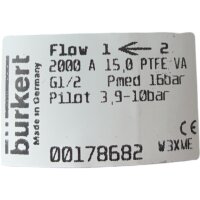 burkert
Made in Germany
Flow 1 ← 2
2000 A 15,0 PTFE VA
G1/2 Pmed 16bar
Pilot 3,9-10bar
00178682 W3XME